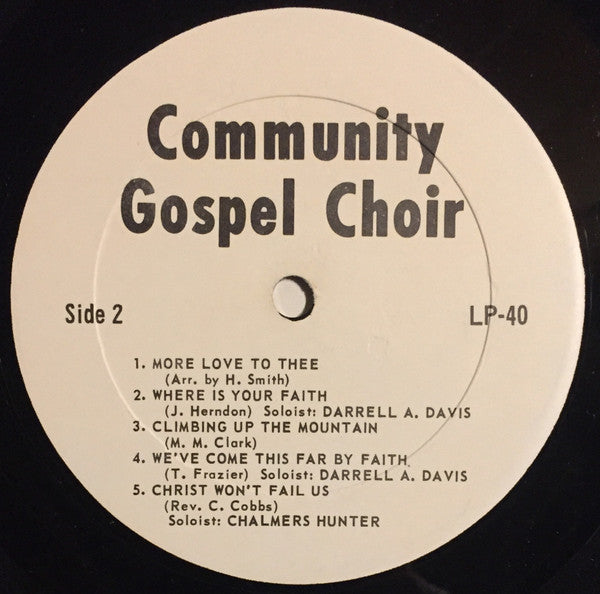 Community
Gospel Choir
Side 2
LP-40
1. MORE LOVE TO THEE
(Arr. by H. Smith)
2. WHERE IS YOUR FAITH
(J. Herndon) Soloist: DARRELL A. DAVIS
3. CLIMBING UP THE MOUNTAIN
(M. M. Clark)
4. WE'VE COME THIS FAR BY FAITH
(T. Frazier) Soloist: DARRELL A. DAVIS
5. CHRIST WON'T FAIL US
(Rev. C. Cobbs)
Soloist: CHALMERS HUNTER